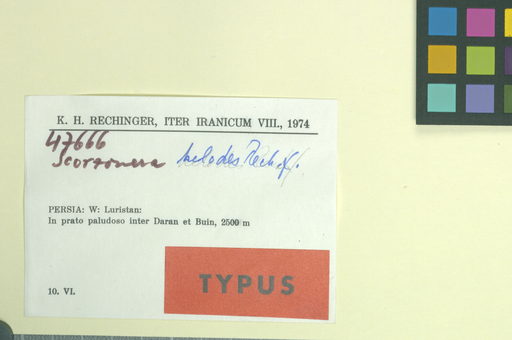 K. H. RECHINGER, ITER IRANICUM VIII., 1974
47666
Scorzonera helodes Rech. f.
PERSIA: W: Luristan:
In prato paludoso inter Daran et Buin, 2500 m
TYPUS
10. VI.